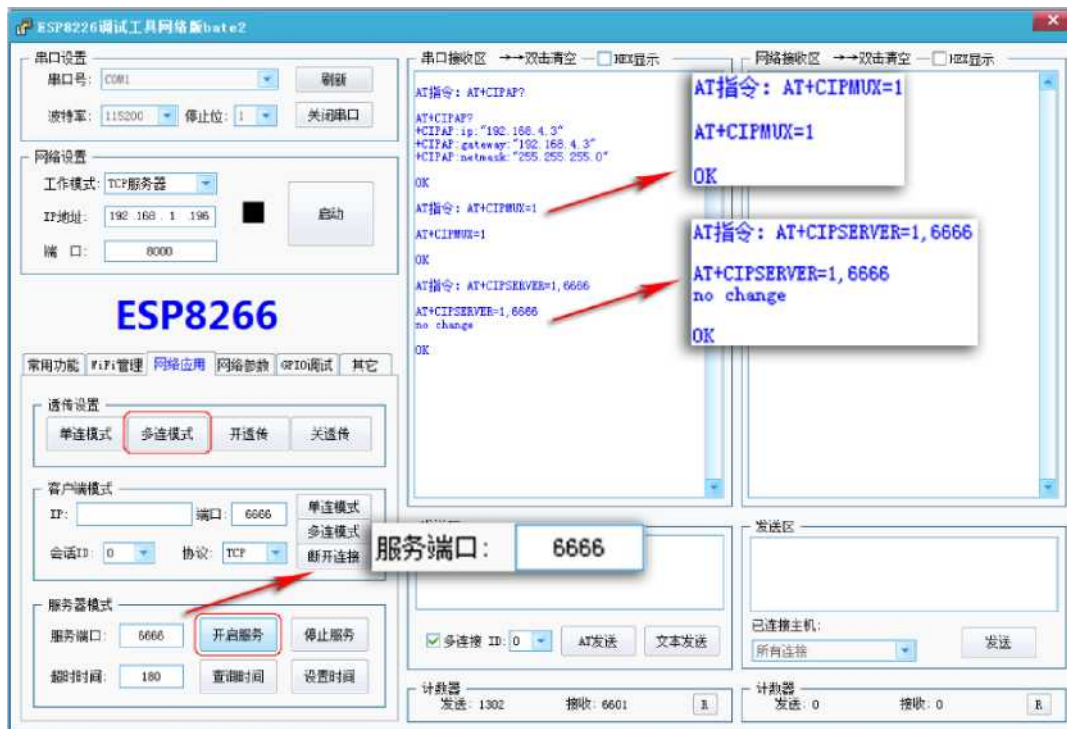 ESP8226调试工具网络版bate2
串口设置
串口号: COM1 刷新
波特率: 115200 停止位: 1 关闭串口
网络设置
工作模式: TCP服务器
IP地址: 192 .168 . 1 .196 启动
端 口: 8000
ESP8266
常用功能 WiFi管理 网络应用 网络参数 GPIO调试 其它
透传设置
单连模式 多连模式 开透传 关透传
客户端模式
IP: 端口: 6666 单连模式
多连模式
会话ID: 0 协议: TCP 断开连接
服务器模式
服务端口: 6666 开启服务 停止服务
超时时间: 180 查询时间 设置时间
串口接收区 →→双击清空 HEX显示
AT指令: AT+CIPAP?
AT+CIPAP?
+CIPAP:ip:"192.168.4.3"
+CIPAP:gateway:"192.168.4.3"
+CIPAP:netmask:"255.255.255.0"
OK
AT指令: AT+CIPMUX=1
AT+CIPMUX=1
OK
AT指令: AT+CIPSERVER=1,6666
AT+CIPSERVER=1,6666
no change
OK
服务端口: 6666
多连接 ID: 0 AT发送 文本发送
计数器
发送: 1302 接收: 6601 R
网络接收区 →→双击清空 HEX显示
AT指令: AT+CIPMUX=1
AT+CIPMUX=1
OK
AT指令: AT+CIPSERVER=1,6666
AT+CIPSERVER=1,6666
no change
OK
发送区
已连接主机:
所有连接 发送
计数器
发送: 0 接收: 0 R